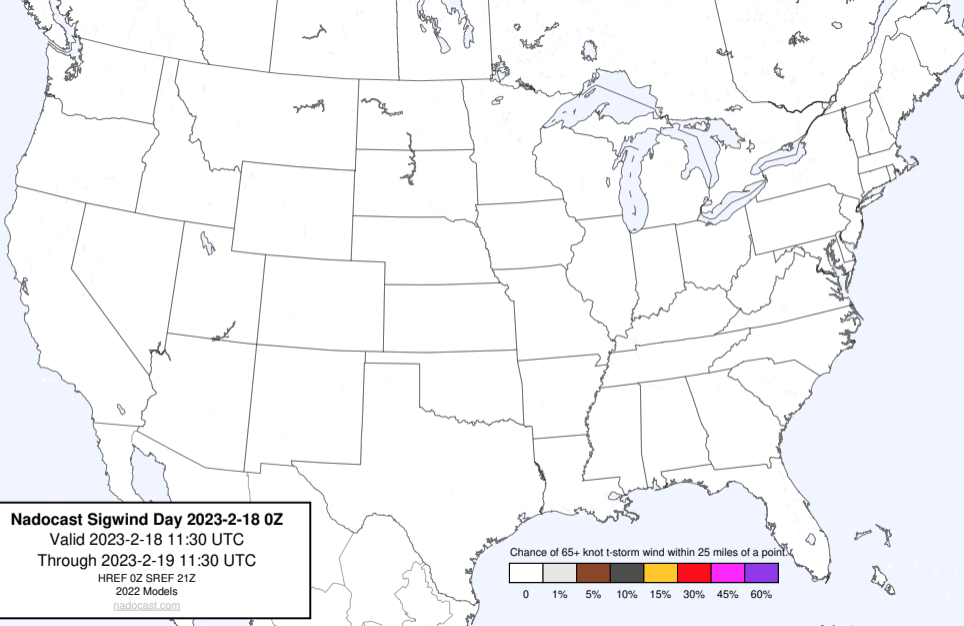 Nadocast Sigwind Day 2023-2-18 0Z
Valid 2023-2-18 11:30 UTC
Through 2023-2-19 11:30 UTC
HREF 0Z SREF 21Z
2022 Models
nadocast.com
Chance of 65+ knot t-storm wind within 25 miles of a point.
0 1% 5% 10% 15% 30% 45% 60%